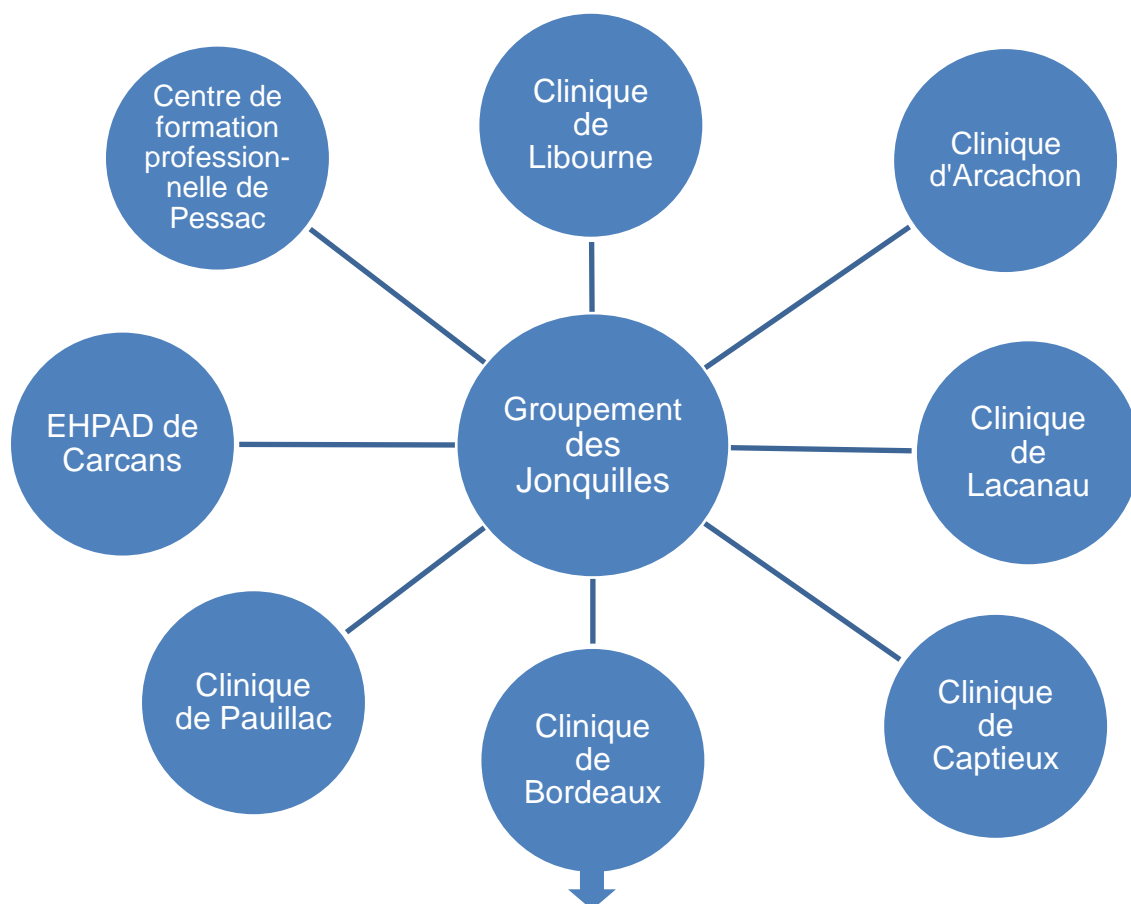 Centre de
formation
profession-
nelle de
Pessac
Clinique
de
Libourne
Clinique
d'Arcachon
EHPAD de
Carcans
Groupement
des
Jonquilles
Clinique
de
Lacanau
Clinique
de Pauillac
Clinique
de
Bordeaux
Clinique
de
Captieux